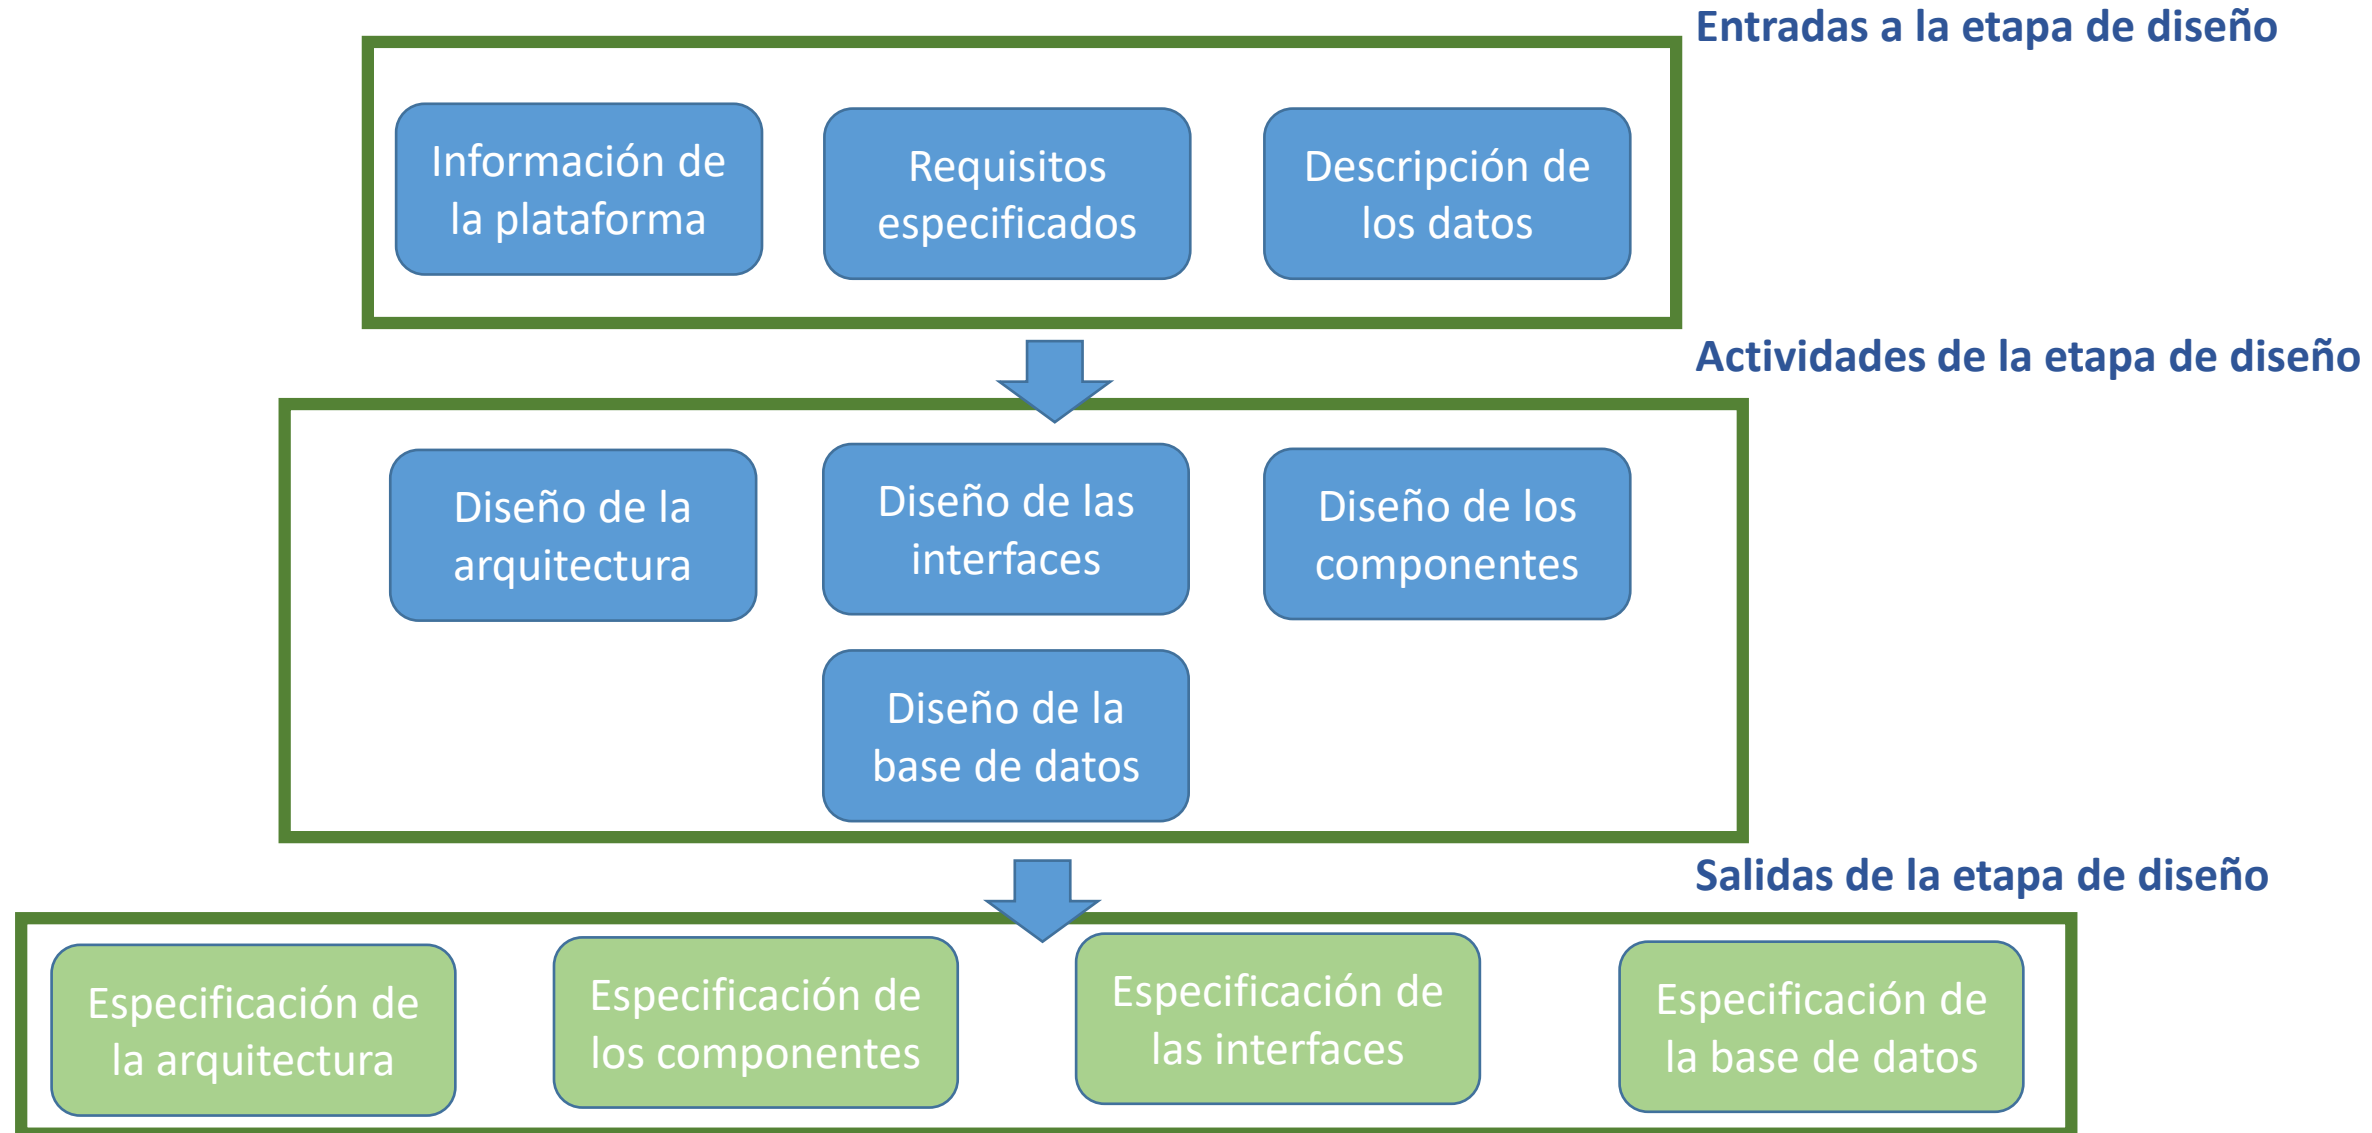 Entradas a la etapa de diseño
Información de
la plataforma
Requisitos
especificados
Descripción de
los datos
Actividades de la etapa de diseño
Diseño de la
arquitectura
Diseño de las
interfaces
Diseño de los
componentes
Diseño de la
base de datos
Salidas de la etapa de diseño
Especificación de
la arquitectura
Especificación de
los componentes
Especificación de
las interfaces
Especificación de
la base de datos